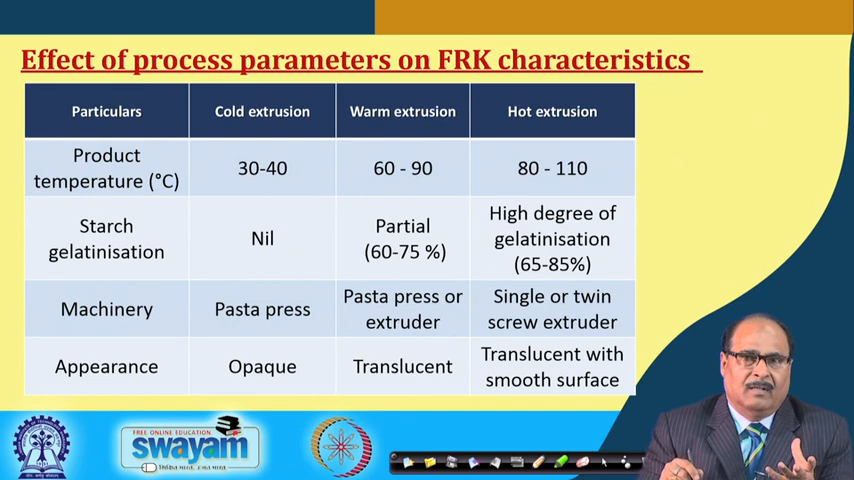 Effect of process parameters on FRK characteristics
Particulars
Cold extrusion
Warm extrusion
Hot extrusion
Product
temperature (°C)
30-40
60 - 90
80 - 110
Starch
gelatinisation
Nil
Partial
(60-75 %)
High degree of
gelatinisation
(65-85%)
Machinery
Pasta press
Pasta press or
extruder
Single or twin
screw extruder
Appearance
Opaque
Translucent
Translucent with
smooth surface
FREE ONLINE EDUCATION
swayam